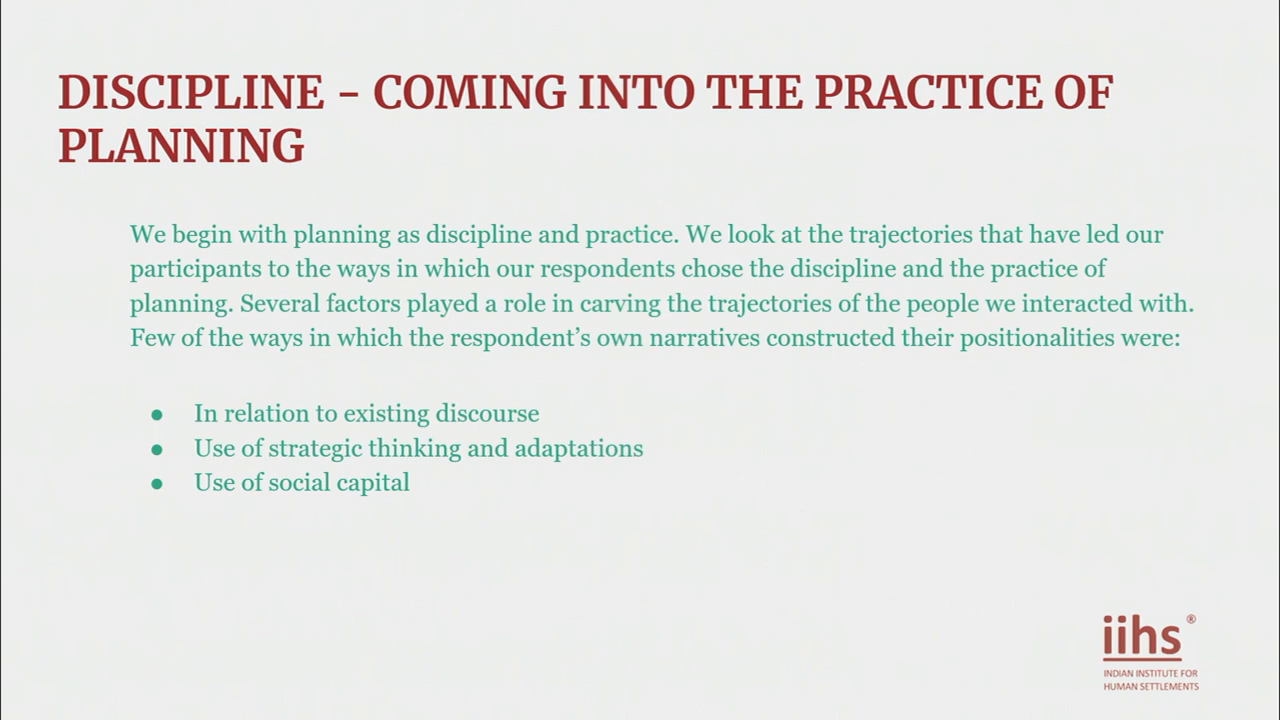 DISCIPLINE – COMING INTO THE PRACTICE OF
PLANNING
We begin with planning as discipline and practice. We look at the trajectories that have led our
participants to the ways in which our respondents chose the discipline and the practice of
planning. Several factors played a role in carving the trajectories of the people we interacted with.
Few of the ways in which the respondent’s own narratives constructed their positionalities were:
● In relation to existing discourse
● Use of strategic thinking and adaptations
● Use of social capital
iihs®
INDIAN INSTITUTE FOR
HUMAN SETTLEMENTS